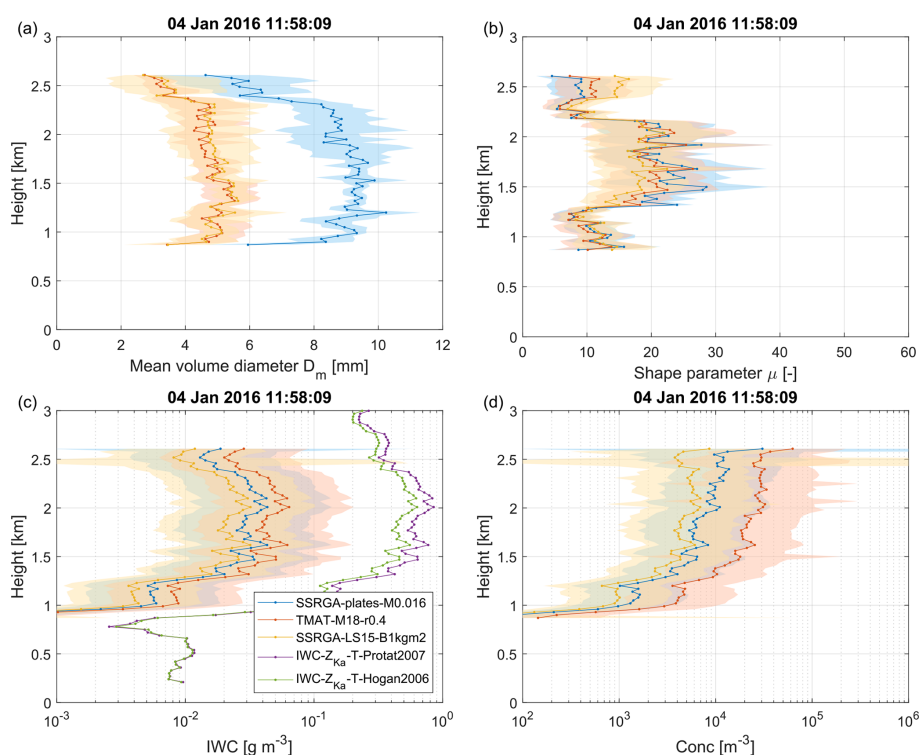 (a) 04 Jan 2016 11:58:09
3
2.5
2
1.5
1
0.5
0
Height [km]
0 2 4 6 8 10 12
Mean volume diameter D_m [mm]
(b) 04 Jan 2016 11:58:09
3
2.5
2
1.5
1
0.5
0
Height [km]
0 10 20 30 40 50 60
Shape parameter μ [-]
(c) 04 Jan 2016 11:58:09
3
2.5
2
1.5
1
0.5
0
Height [km]
SSRGA-plates-M0.016
TMAT-M18-r0.4
SSRGA-LS15-B1kgm2
IWC-Z_Ka-T-Protat2007
IWC-Z_Ka-T-Hogan2006
10^-3 10^-2 10^-1 10^0
IWC [g m^-3]
(d) 04 Jan 2016 11:58:09
3
2.5
2
1.5
1
0.5
0
Height [km]
10^2 10^3 10^4 10^5 10^6
Conc [m^-3]